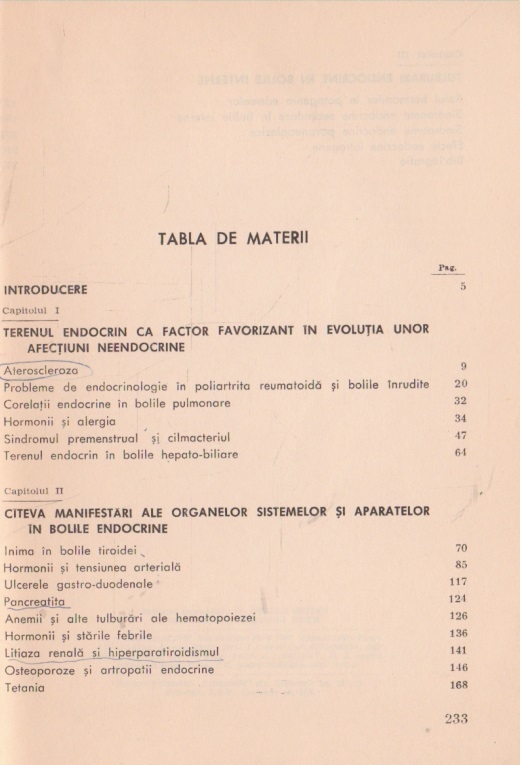 TABLA DE MATERII
Pag.
INTRODUCERE 5
Capitolul I
TERENUL ENDOCRIN CA FACTOR FAVORIZANT ÎN EVOLUȚIA UNOR
AFECȚIUNI NEENDOCRINE
Ateroscleroza 9
Probleme de endocrinologie în poliartrita reumatoidă și bolile înrudite 20
Corelații endocrine în bolile pulmonare 32
Hormonii și alergia 34
Sindromul premenstrual și cilmacteriul 47
Terenul endocrin în bolile hepato-biliare 64
Capitolul II
CÎTEVA MANIFESTĂRI ALE ORGANELOR SISTEMELOR ȘI APARATELOR
ÎN BOLILE ENDOCRINE
Inima în bolile tiroidei 70
Hormonii și tensiunea arterială 85
Ulcerele gastro-duodenale 117
Pancreatita 124
Anemii și alte tulburări ale hematopoiezei 126
Hormonii și stările febrile 136
Litiaza renală și hiperparatiroidismul 141
Osteoporoze și artropatii endocrine 146
Tetania 168
233